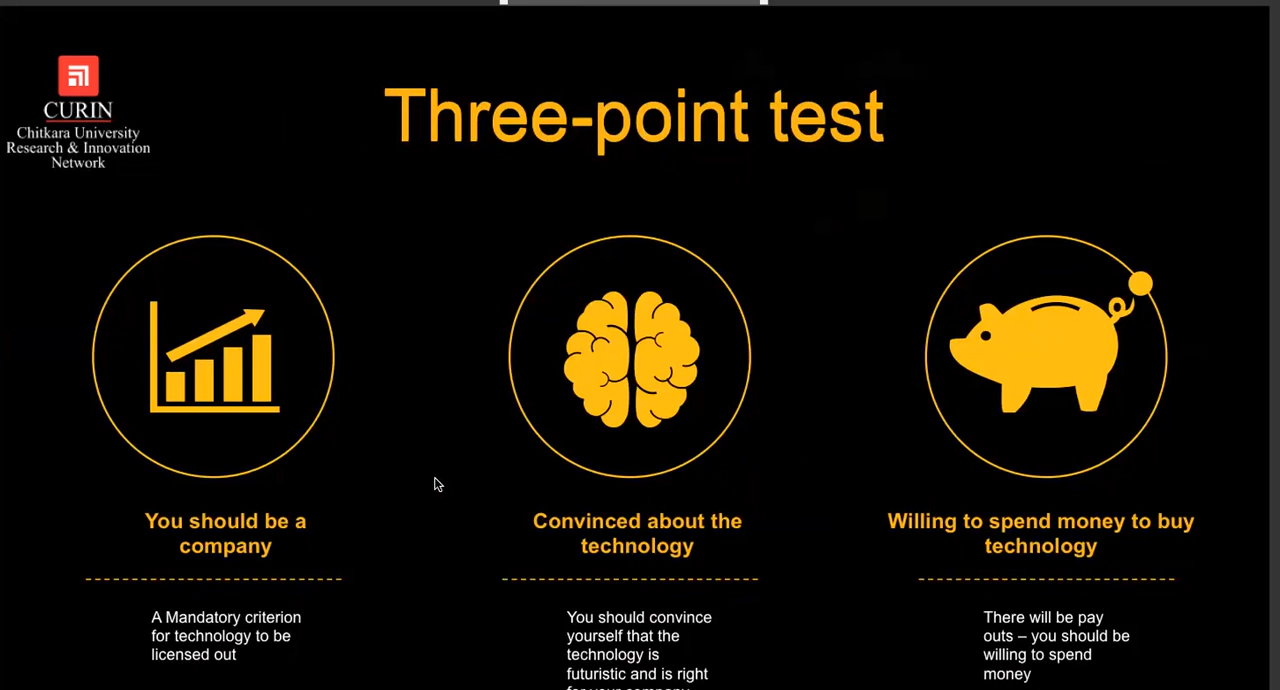 CURIN
Chitkara University
Research & Innovation
Network
Three-point test
You should be a
company
A Mandatory criterion
for technology to be
licensed out
Convinced about the
technology
You should convince
yourself that the
technology is
futuristic and is right
for your company
Willing to spend money to buy
technology
There will be pay
outs – you should be
willing to spend
money